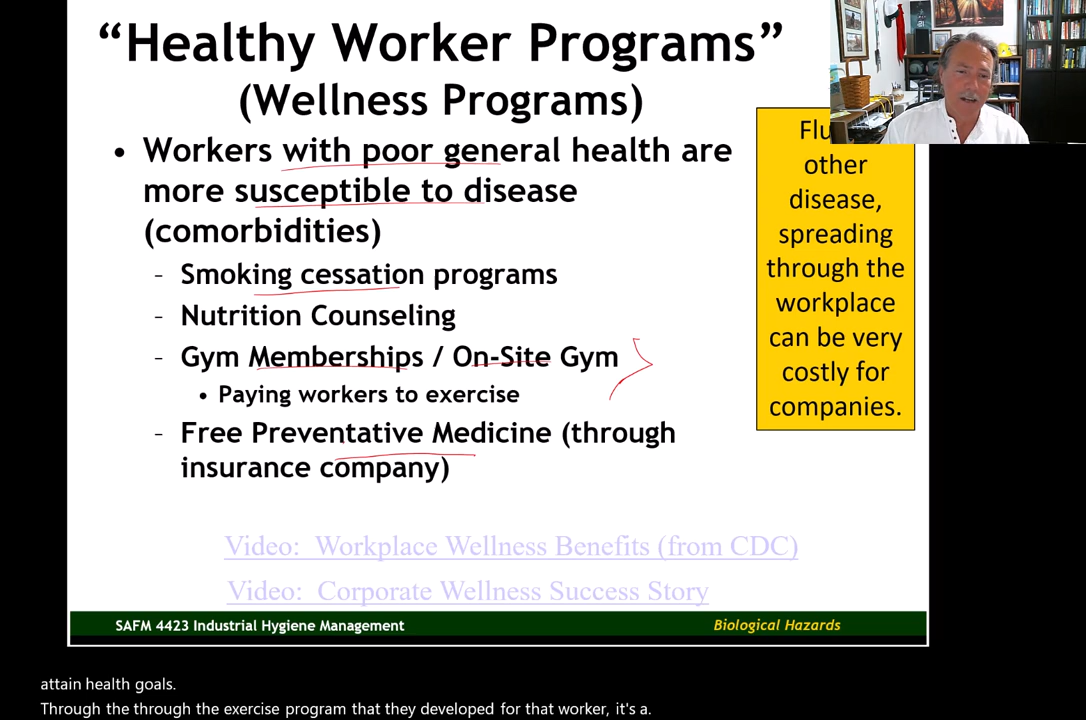 “Healthy Worker Programs”
(Wellness Programs)
• Workers with poor general health are
more susceptible to disease
(comorbidities)
- Smoking cessation programs
- Nutrition Counseling
- Gym Memberships / On-Site Gym
• Paying workers to exercise
- Free Preventative Medicine (through
insurance company)
Flu
other
disease,
spreading
through the
workplace
can be very
costly for
companies.
Video: Workplace Wellness Benefits (from CDC)
Video: Corporate Wellness Success Story
SAFM 4423 Industrial Hygiene Management
Biological Hazards
attain health goals.
Through the through the exercise program that they developed for that worker, it's a.